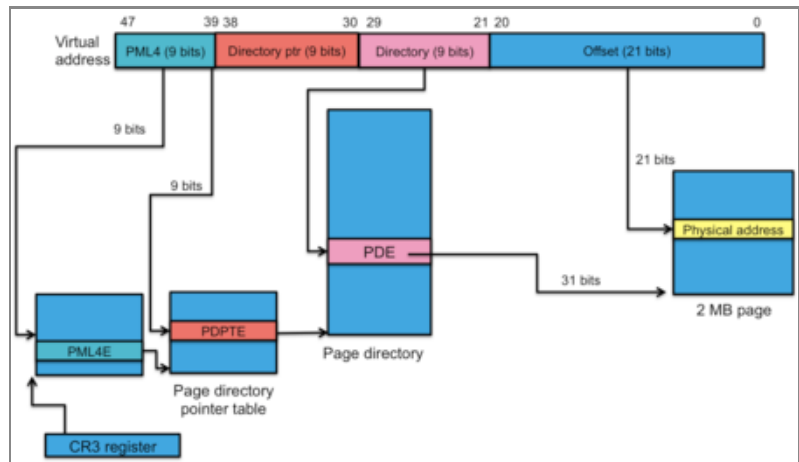 47 39 38 30 29 21 20 0
Virtual
address
PML4 (9 bits) Directory ptr (9 bits) Directory (9 bits) Offset (21 bits)
9 bits
21 bits
9 bits
Physical address
PDE
31 bits
2 MB page
PDPTE
Page directory
PML4E
Page directory
pointer table
CR3 register